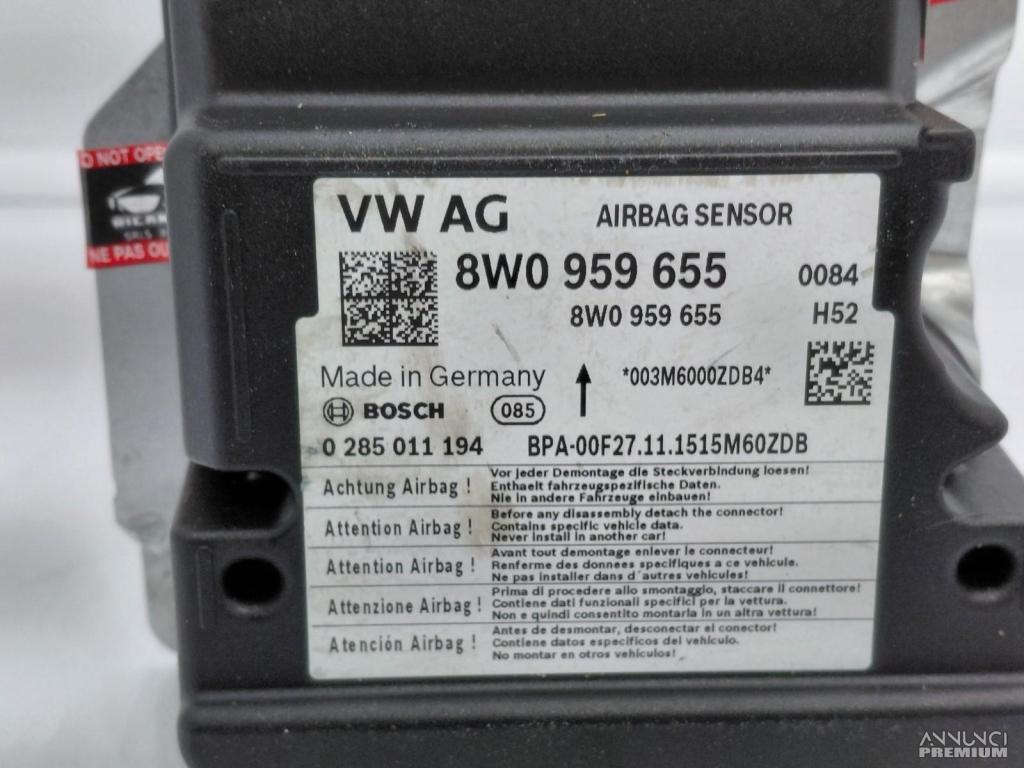 DO NOT OPE
NE PAS OU
VW AG AIRBAG SENSOR
8W0 959 655 0084
8W0 959 655 H52
Made in Germany *003M6000ZDB4*
BOSCH 085
0 285 011 194 BPA-00F27.11.1515M60ZDB
Achtung Airbag !
Vor jeder Demontage die Steckverbindung loesen!
Enthaelt fahrzeugspezifische Daten.
Nie in andere Fahrzeuge einbauen!
Attention Airbag !
Before any disassembly detach the connector!
Contains specific vehicle data.
Never install in another car!
Attention Airbag !
Avant tout demontage enlever le connecteur!
Renferme des donnees specifiques a ce vehicule.
Ne pas installer dans d'autres vehicules!
Attenzione Airbag !
Prima di procedere allo smontaggio, staccare il connettore!
Contiene dati funzionali specifici per la vettura.
Non e quindi consentito montarla in un altra vettura!
Atención Airbag !
Antes de desmontar, desconectar el conector!
Contiene datos especificos del vehiculo.
No montar en otros vehiculos!
ANNUNCI
PREMIUM